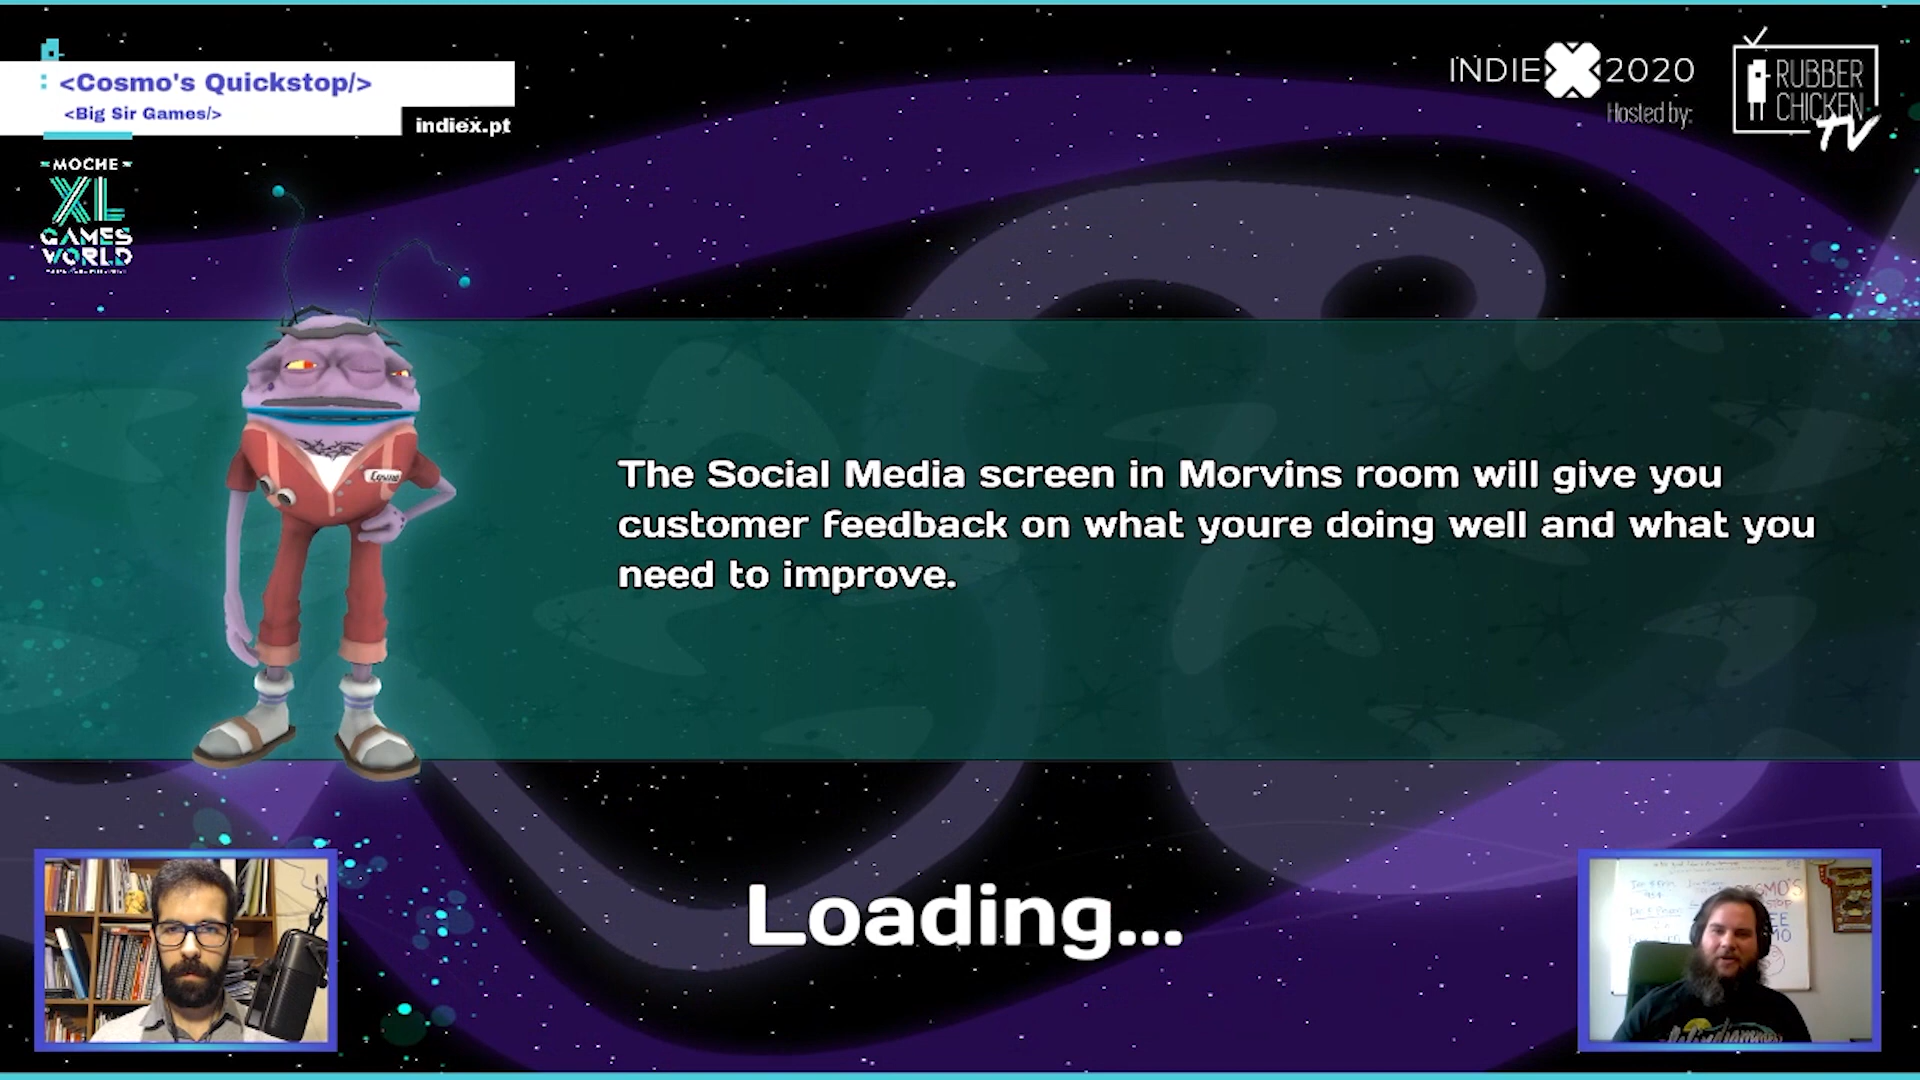 <Cosmo's Quickstop/>
<Big Sir Games/>
indiex.pt
MOCHE
XL
GAMES
WORLD
INDIE X 2020
Hosted by:
RUBBER
CHICKEN
TV
The Social Media screen in Morvins room will give you
customer feedback on what youre doing well and what you
need to improve.
Loading...